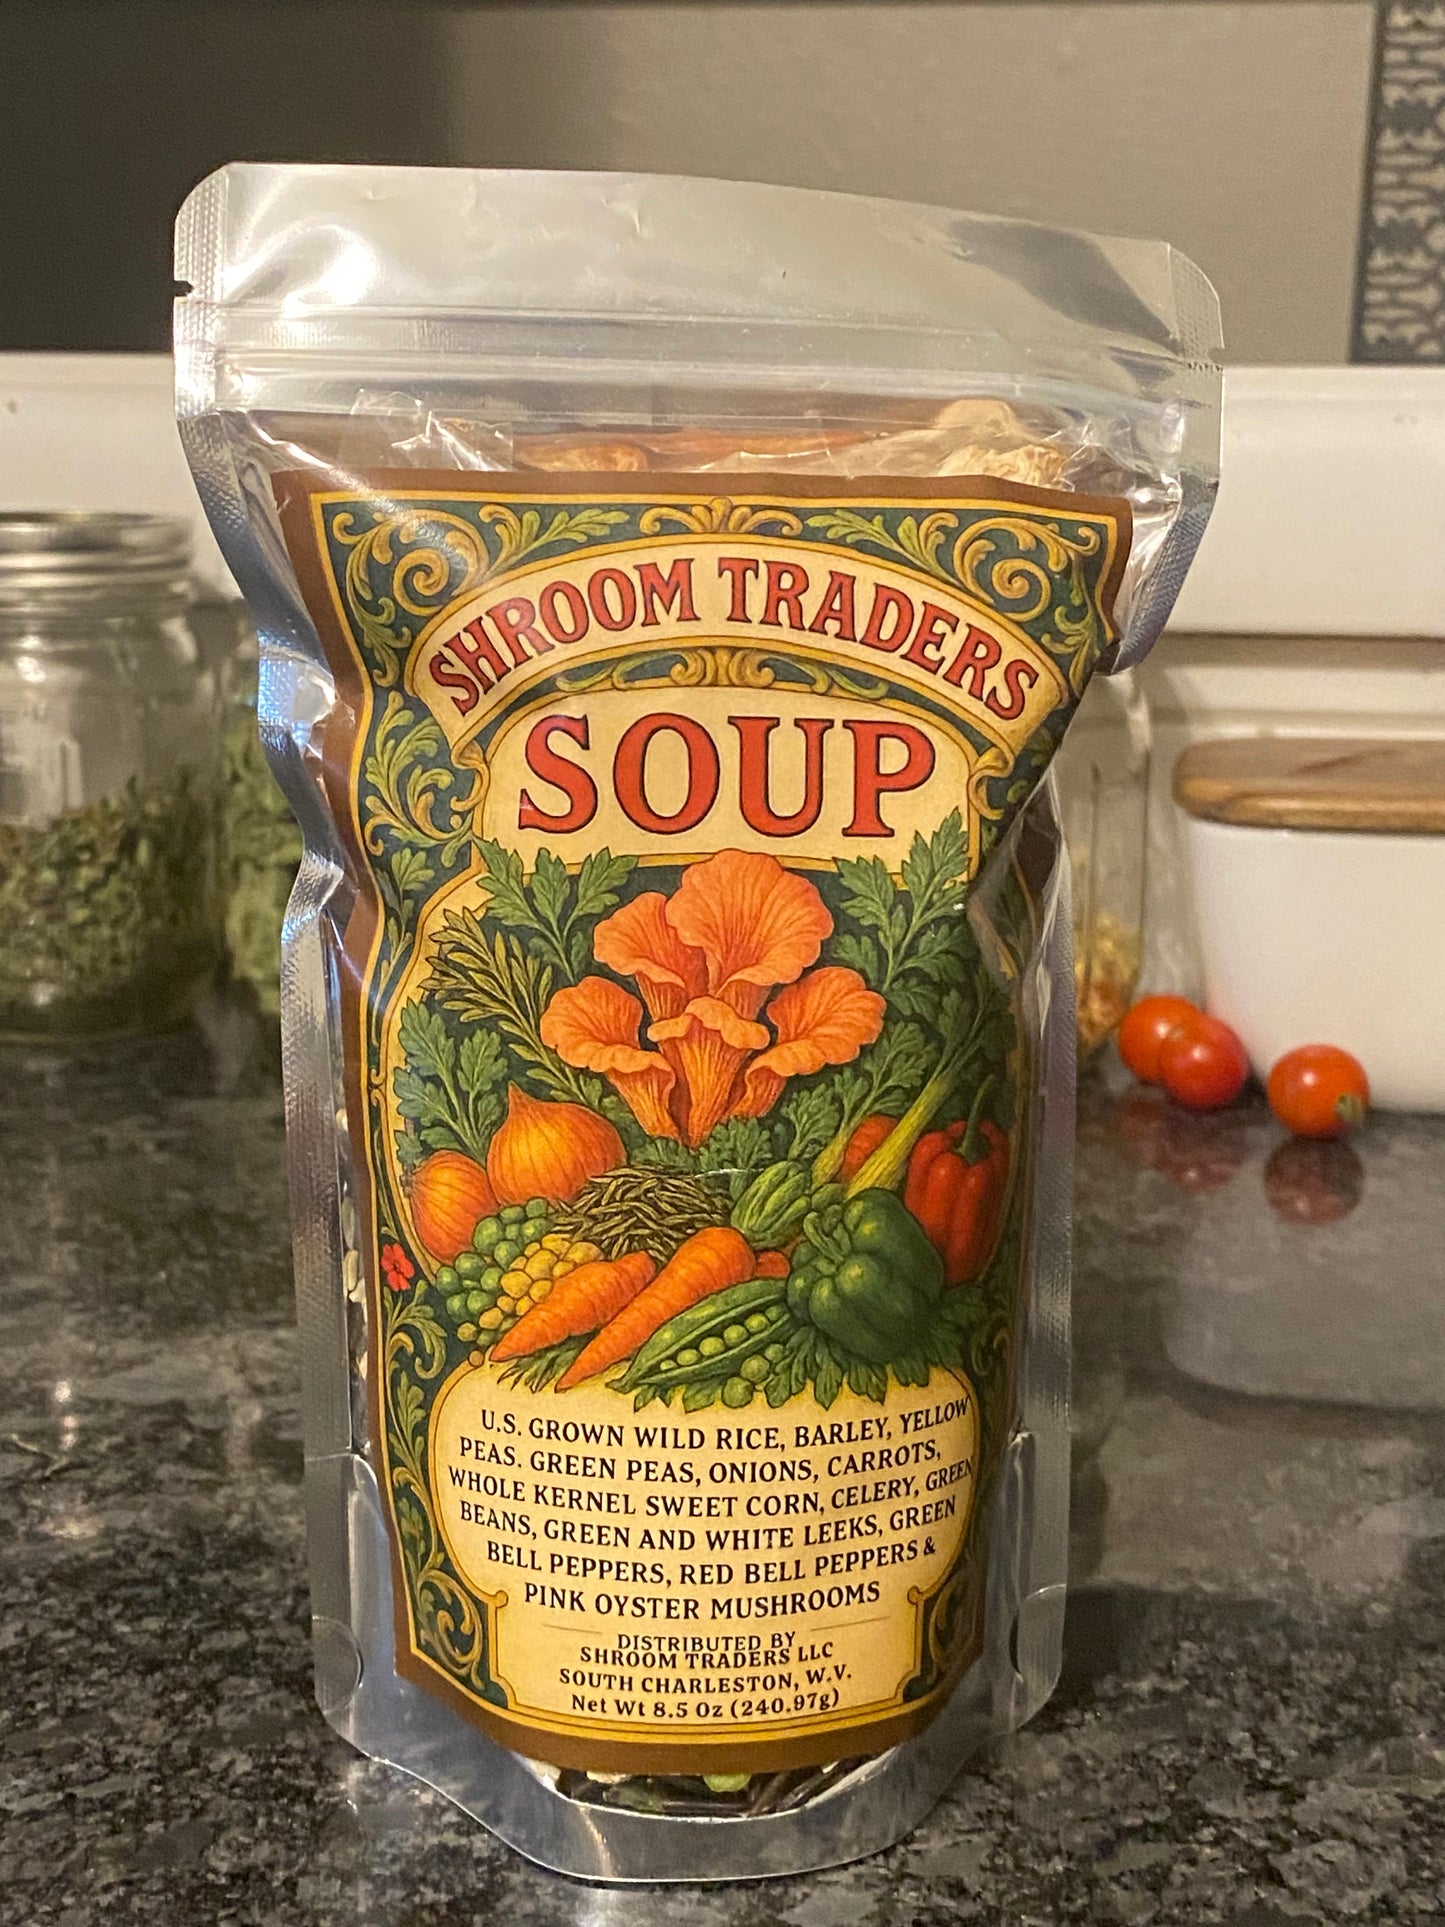 SHROOM TRADERS
SOUP
U.S. GROWN WILD RICE, BARLEY, YELLOW
PEAS. GREEN PEAS, ONIONS, CARROTS,
WHOLE KERNEL SWEET CORN, CELERY, GREEN
BEANS, GREEN AND WHITE LEEKS, GREEN
BELL PEPPERS, RED BELL PEPPERS &
PINK OYSTER MUSHROOMS
DISTRIBUTED BY
SHROOM TRADERS LLC
SOUTH CHARLESTON, W.V.
Net Wt 8.5 Oz (240.97g)